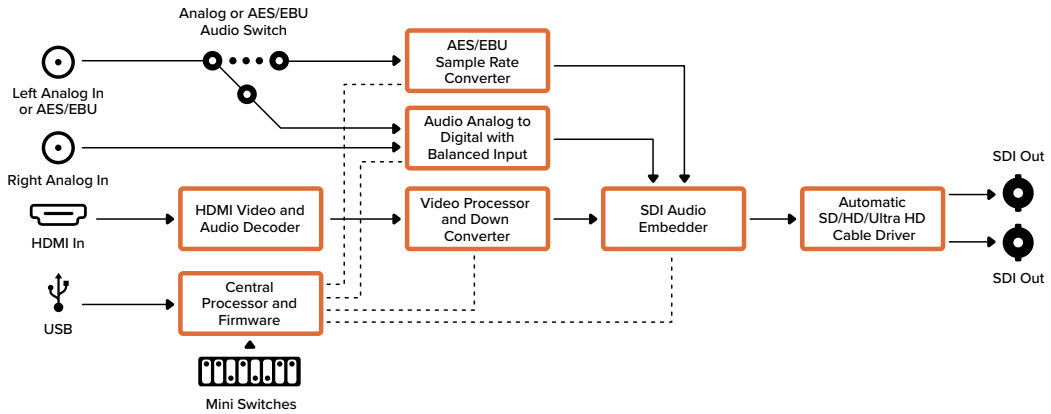 Analog or AES/EBU
Audio Switch
Left Analog In
or AES/EBU
AES/EBU
Sample Rate
Converter
Audio Analog to
Digital with
Balanced Input
Right Analog In
HDMI In
HDMI Video and
Audio Decoder
Video Processor
and Down
Converter
SDI Audio
Embedder
Automatic
SD/HD/Ultra HD
Cable Driver
SDI Out
SDI Out
USB
Central
Processor and
Firmware
Mini Switches